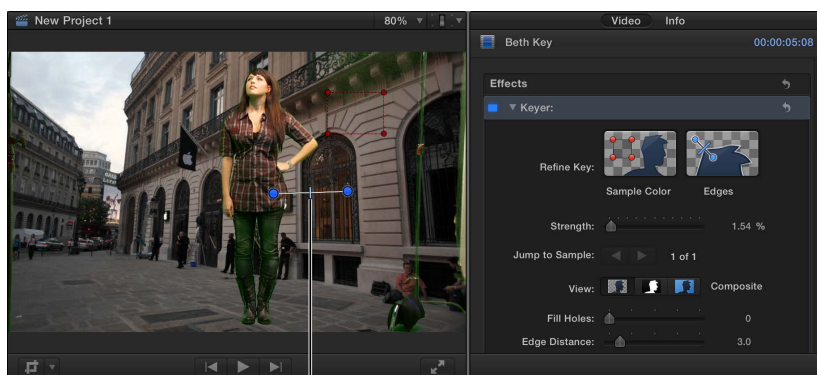 New Project 1
80%
Video
Info
Beth Key
00:00:05:08
Effects
Keyer:
Refine Key:
Sample Color
Edges
Strength:
1.54 %
Jump to Sample:
1 of 1
View:
Composite
Fill Holes:
0
Edge Distance:
3.0